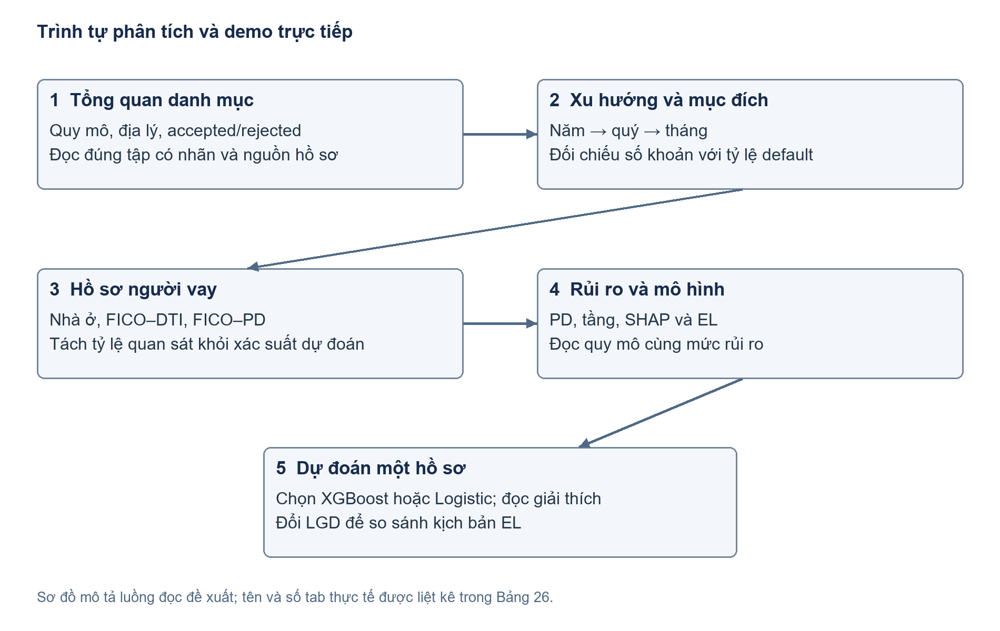 Trình tự phân tích và demo trực tiếp
1 Tổng quan danh mục
Quy mô, địa lý, accepted/rejected
Đọc đúng tập có nhãn và nguồn hồ sơ
2 Xu hướng và mục đích
Năm → quý → tháng
Đối chiếu số khoản với tỷ lệ default
3 Hồ sơ người vay
Nhà ở, FICO–DTI, FICO–PD
Tách tỷ lệ quan sát khỏi xác suất dự đoán
4 Rủi ro và mô hình
PD, tầng, SHAP và EL
Đọc quy mô cùng mức rủi ro
5 Dự đoán một hồ sơ
Chọn XGBoost hoặc Logistic; đọc giải thích
Đổi LGD để so sánh kịch bản EL
Sơ đồ mô tả luồng đọc đề xuất; tên và số tab thực tế được liệt kê trong Bảng 26.